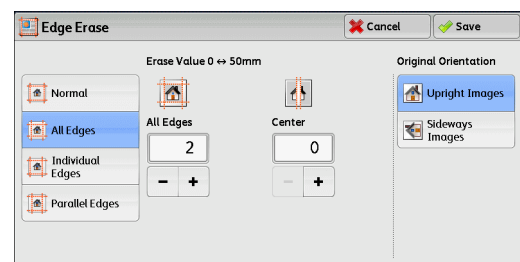 Edge Erase
Cancel
Save
Erase Value 0 ↔ 50mm
Original Orientation
Normal
All Edges
Individual
Edges
Parallel Edges
All Edges
2
− +
Center
0
− +
Upright Images
Sideways
Images